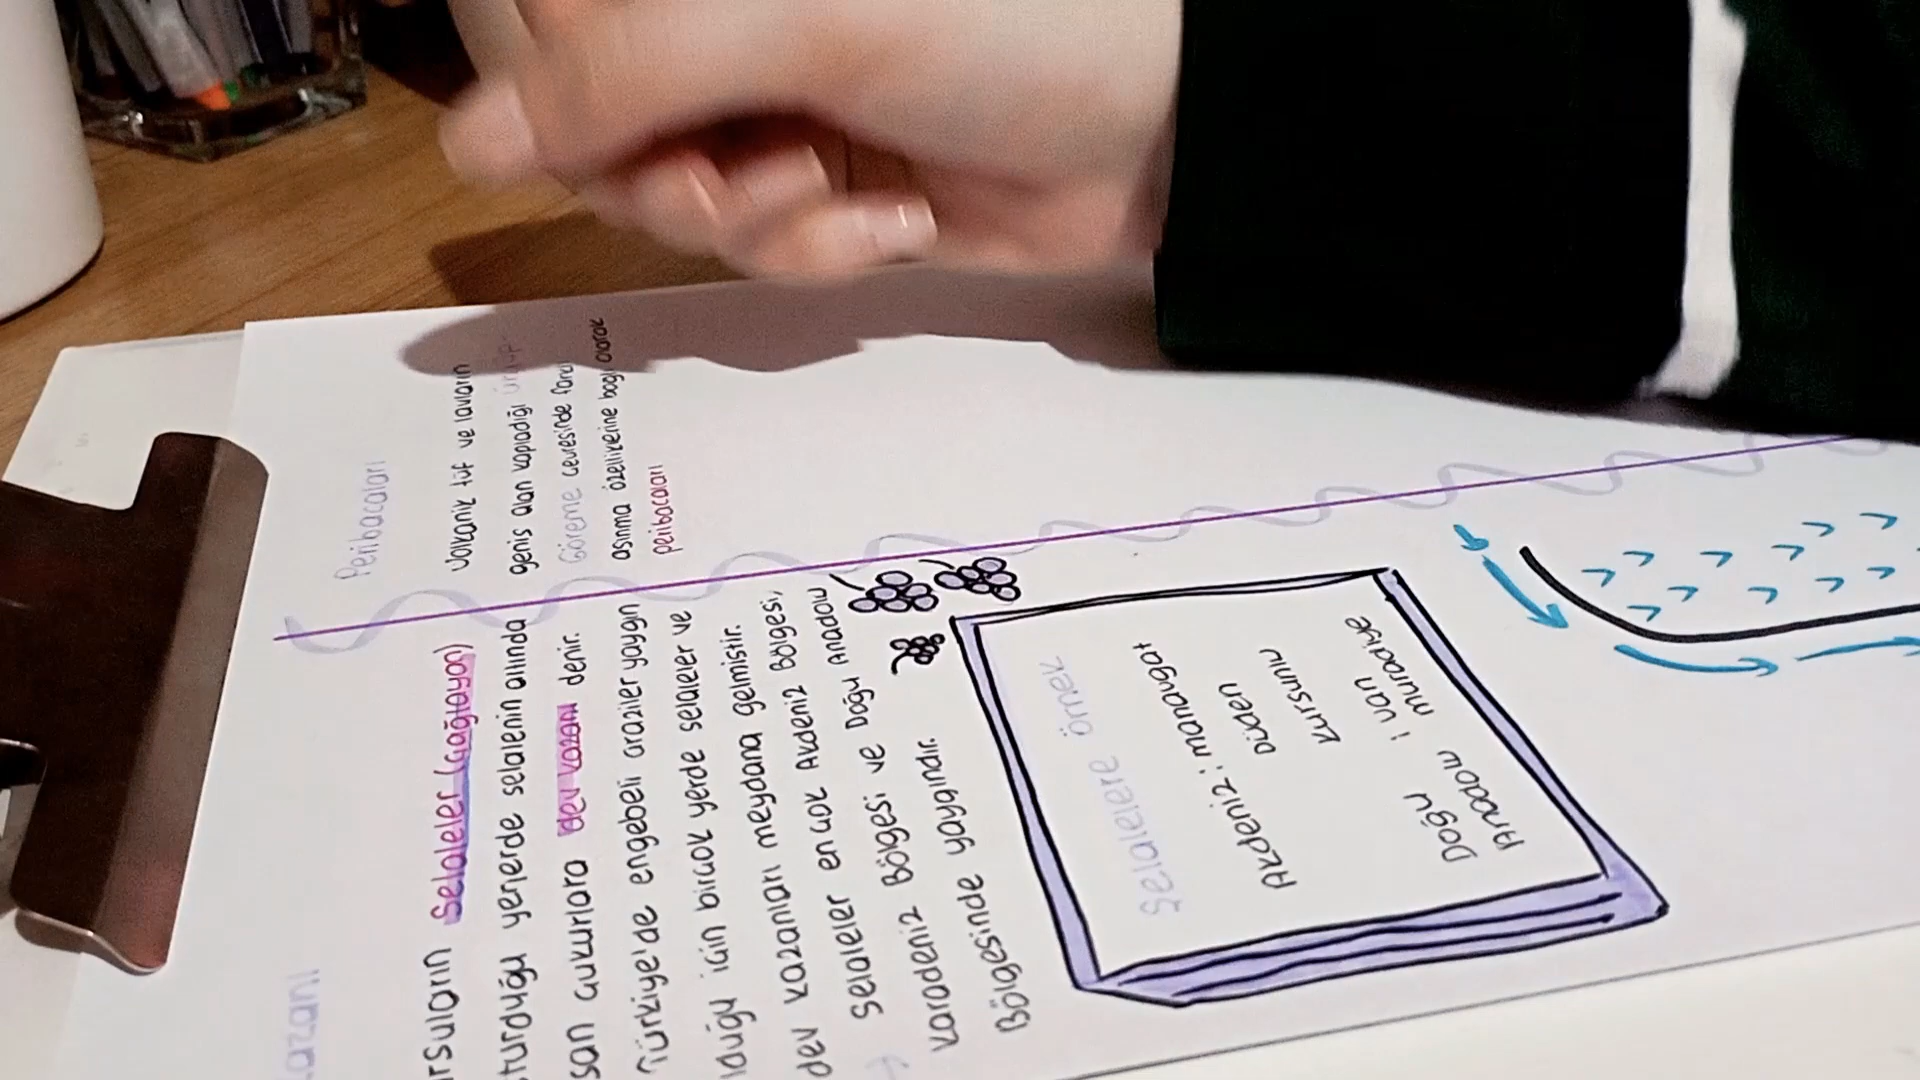 azanı
rsuların Şelaleler (çağlayan)
turduğu yerlerde şelalenin altında
san çukurlara dev kazanı denir.
Türkiye'de engebeli araziler yaygın
lduğu için birçok yerde şelaleler ve
dev kazanları meydana gelmiştir.
Şelaleler en çok Akdeniz Bölgesi,
Karadeniz Bölgesi ve Doğu Anadolu
Bölgesinde yaygındır.
Şelalelere örnek
Akdeniz: manavgat
Düden
Kurşunlu
Doğu
Anadolu : Van
muradiye
Peribacaları
Volkanik tüf ve lavların
geniş alan kapladığı ürgüp
Göreme çevresinde
aşınma özelliklerine bağlı olarak
peribacaları